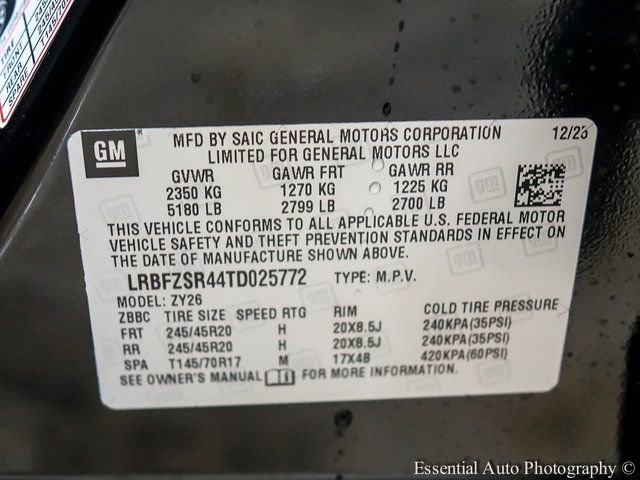 TIRE
FRONT
REAR
SPARE
GM
MFD BY SAIC GENERAL MOTORS CORPORATION 12/23
LIMITED FOR GENERAL MOTORS LLC
GVWR GAWR FRT GAWR RR
2350 KG 1270 KG 1225 KG
5180 LB 2799 LB 2700 LB
THIS VEHICLE CONFORMS TO ALL APPLICABLE U.S. FEDERAL MOTOR
VEHICLE SAFETY AND THEFT PREVENTION STANDARDS IN EFFECT ON
THE DATE OF MANUFACTURE SHOWN ABOVE.
LRBFZSR44TD025772 TYPE: M.P.V.
MODEL: ZY26
ZBBC TIRE SIZE SPEED RTG RIM COLD TIRE PRESSURE
FRT 245/45R20 H 20X8.5J 240KPA(35PSI)
RR 245/45R20 H 20X8.5J 240KPA(35PSI)
SPA T145/70R17 M 17X4B 420KPA(60PSI)
SEE OWNER'S MANUAL FOR MORE INFORMATION.
Essential Auto Photography ©